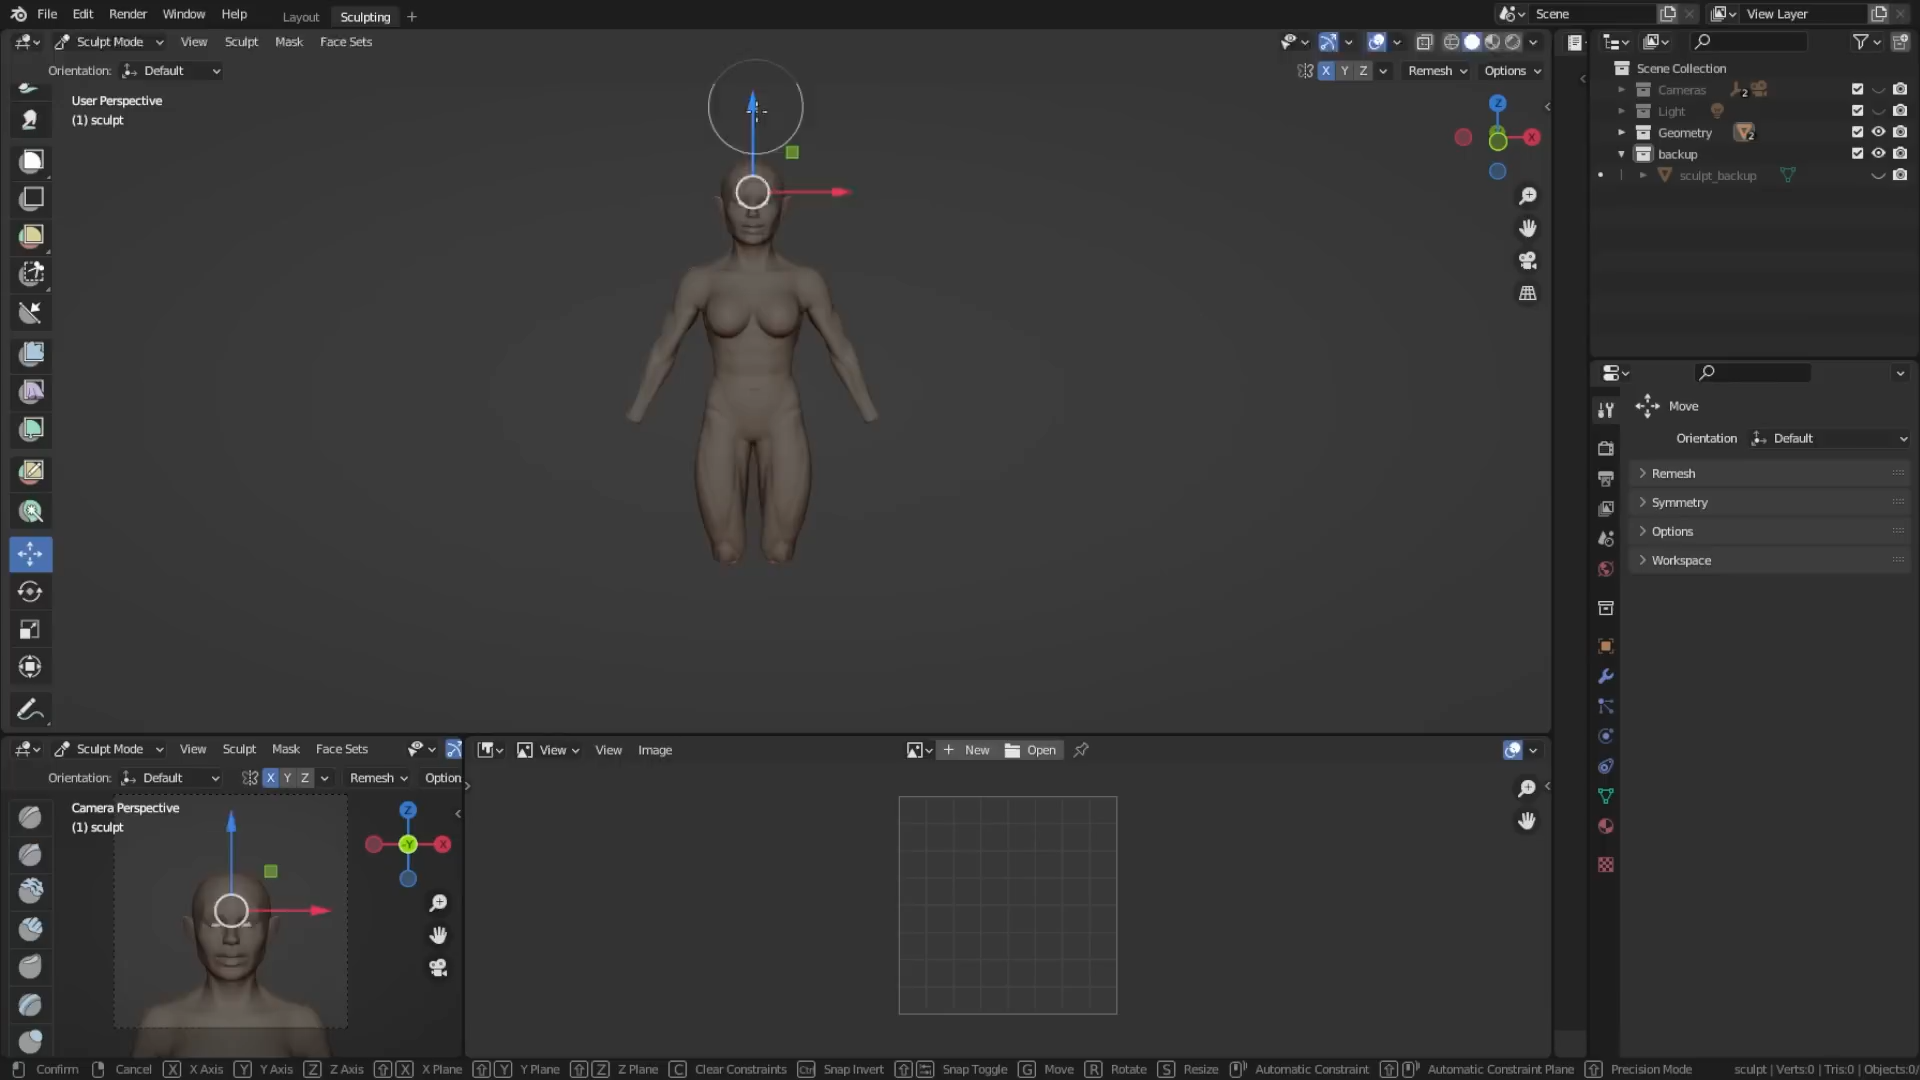 File Edit Render Window Help Layout Sculpting + Scene View Layer
Sculpt Mode View Sculpt Mask Face Sets
Orientation: Default X Y Z Remesh Options
User Perspective
(1) sculpt
Z
X
Scene Collection
Cameras 2
Light
Geometry 2
backup
sculpt_backup
Move
Orientation Default
Remesh
Symmetry
Options
Workspace
Sculpt Mode View Sculpt Mask Face Sets
Orientation: Default X Y Z Remesh Option
Camera Perspective
(1) sculpt
Z
-Y X
View View Image New Open
Confirm Cancel X X Axis Y Y Axis Z Z Axis X X Plane Y Y Plane Z Z Plane C Clear Constraints Ctrl Snap Invert Snap Toggle G Move R Rotate S Resize Automatic Constraint Automatic Constraint Plane Precision Mode sculpt | Verts:0 | Tris:0 | Objects:0/